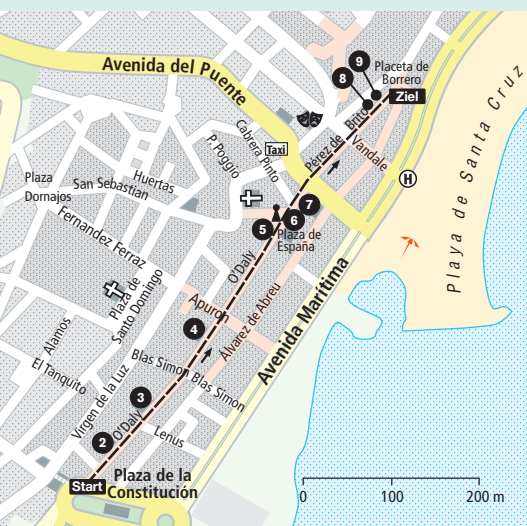 Avenida del Puente
9
Placeta de
Borrero
8
Ziel
Santa Cruz
Playa de
Pérez de Brito
Vandale
Taxi
Cabrera Pinto
P. Poggio
H
Huertas
San Sebastian
Plaza
Dornajos
Fernandez Ferraz
7
6
5
Plaza de
España
O'Daly
Plaza de
Santo Domingo
Apuron
Álvarez de Abreu
Avenida Marítima
4
Alamos
El Tanquito
Blas Simon
Blas Simon
Virgen de la Luz
3
O'Daly
2
Lenus
Start
Plaza de la
Constitución
0
100
200 m